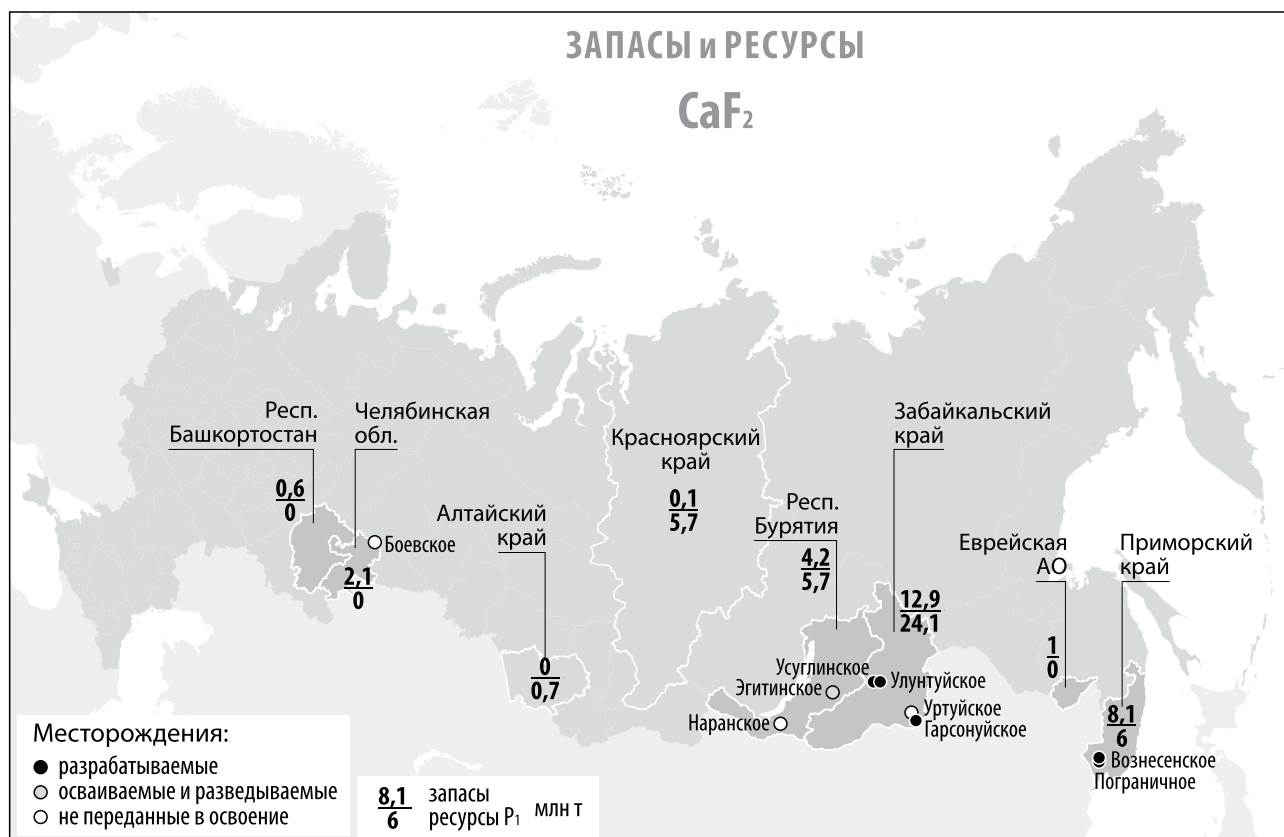 ЗАПАСЫ и РЕСУРСЫ
CaF₂
Респ.
Башкортостан
0,6
0
Челябинская
обл.
Боевское
2,1
0
Алтайский
край
0
0,7
Красноярский
край
0,1
5,7
Респ.
Бурятия
4,2
5,7
Забайкальский
край
12,9
24,1
Еврейская
АО
1
0
Приморский
край
8,1
6
Усуглинское
Улунтуйское
Эгитинское
Уртуйское
Наранское
Гарсонуйское
Вознесенское
Пограничное
Месторождения:
разрабатываемые
осваиваемые и разведываемые
не переданные в освоение
8,1 запасы
6 ресурсы P₁
млн т